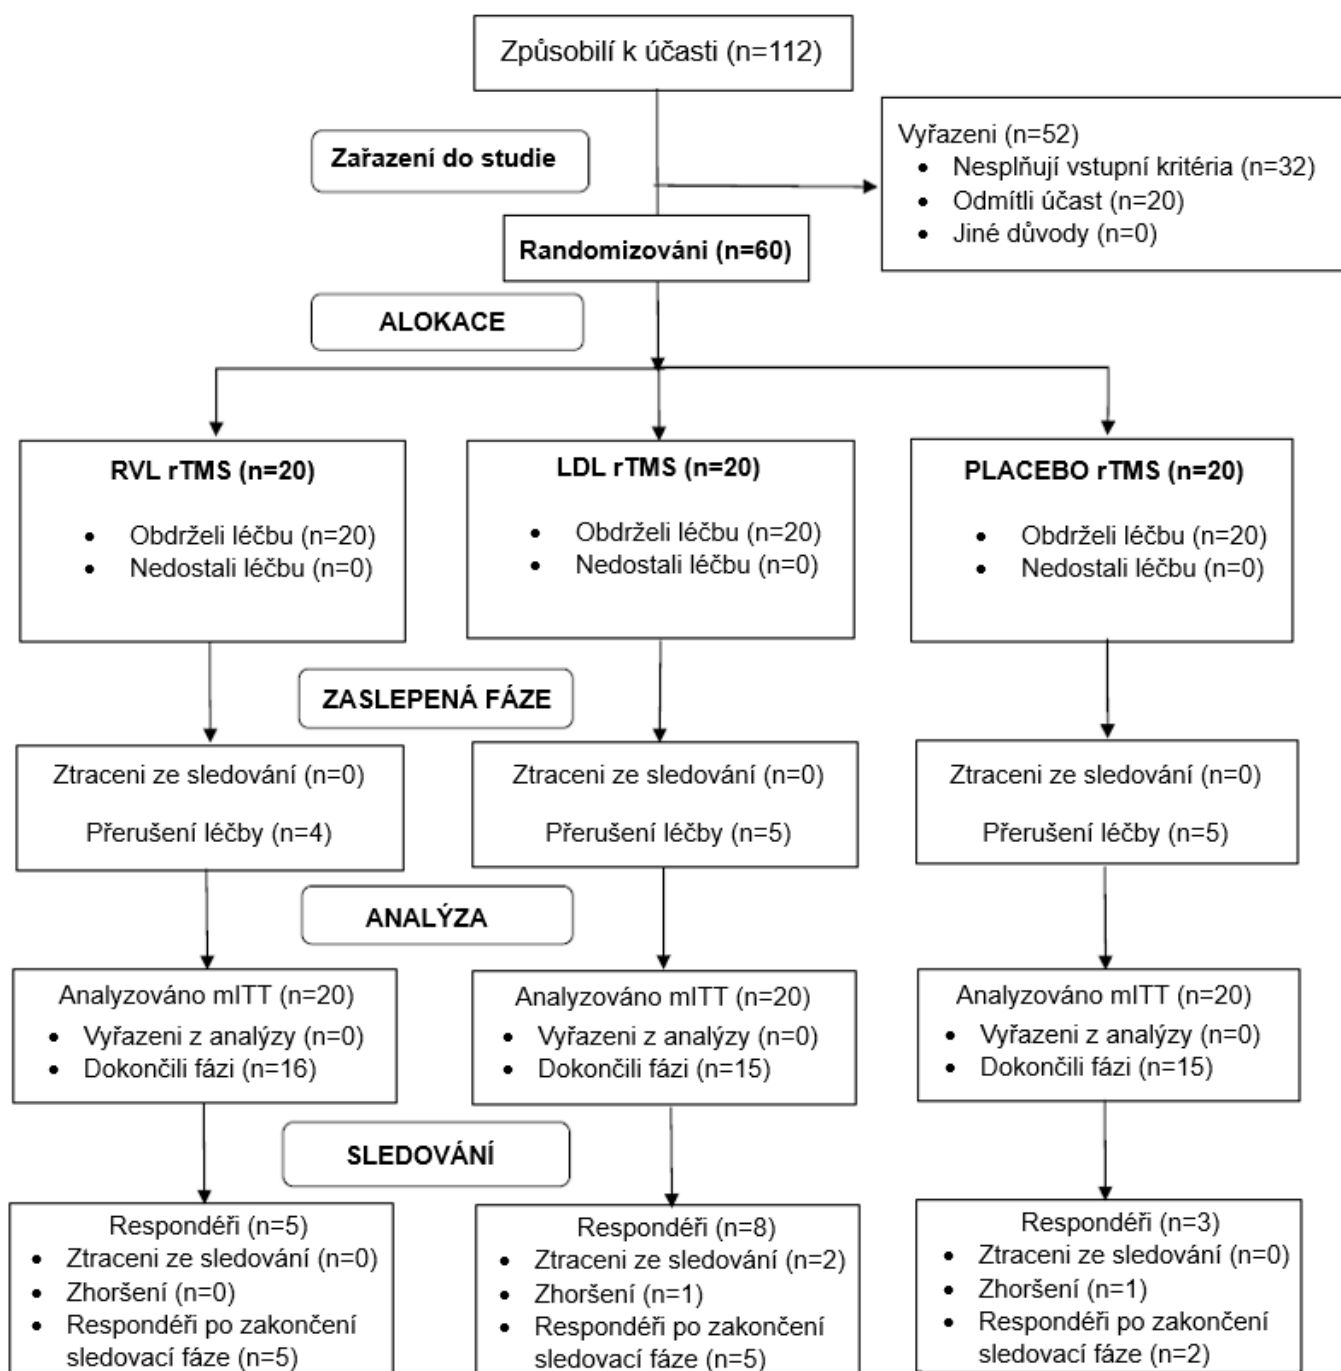 Způsobilí k účasti (n=112)
Zařazení do studie
Vyřazeni (n=52)
• Nesplňují vstupní kritéria (n=32)
• Odmítli účast (n=20)
• Jiné důvody (n=0)
Randomizováni (n=60)
ALOKACE
RVL rTMS (n=20)
• Obdrželi léčbu (n=20)
• Nedostali léčbu (n=0)
LDL rTMS (n=20)
• Obdrželi léčbu (n=20)
• Nedostali léčbu (n=0)
PLACEBO rTMS (n=20)
• Obdrželi léčbu (n=20)
• Nedostali léčbu (n=0)
ZASLEPENÁ FÁZE
Ztraceni ze sledování (n=0)
Přerušení léčby (n=4)
Ztraceni ze sledování (n=0)
Přerušení léčby (n=5)
Ztraceni ze sledování (n=0)
Přerušení léčby (n=5)
ANALÝZA
Analyzováno mITT (n=20)
• Vyřazeni z analýzy (n=0)
• Dokončili fázi (n=16)
Analyzováno mITT (n=20)
• Vyřazeni z analýzy (n=0)
• Dokončili fázi (n=15)
Analyzováno mITT (n=20)
• Vyřazeni z analýzy (n=0)
• Dokončili fázi (n=15)
SLEDOVÁNÍ
Respondéři (n=5)
• Ztraceni ze sledování (n=0)
• Zhoršení (n=0)
• Respondéři po zakončení
sledovací fáze (n=5)
Respondéři (n=8)
• Ztraceni ze sledování (n=2)
• Zhoršení (n=1)
• Respondéři po zakončení
sledovací fáze (n=5)
Respondéři (n=3)
• Ztraceni ze sledování (n=0)
• Zhoršení (n=1)
• Respondéři po zakončení
sledovací fáze (n=2)